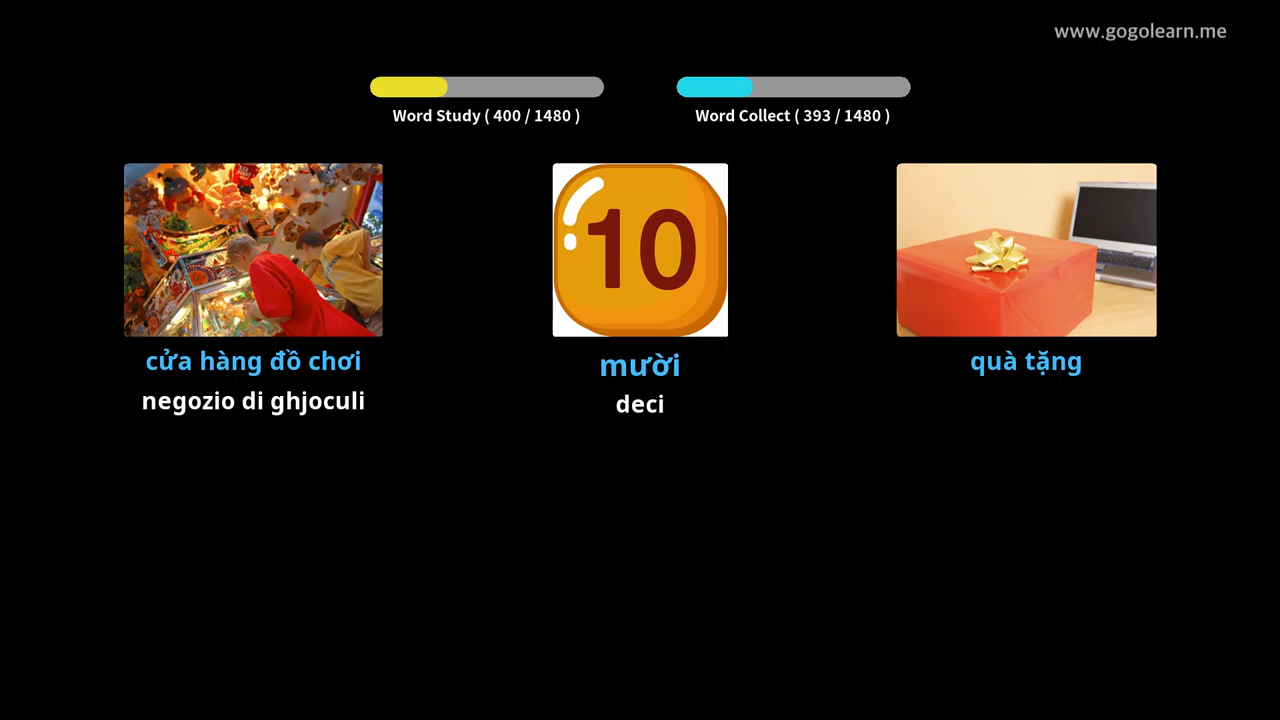 www.gogolearn.me
Word Study ( 400 / 1480 )
Word Collect ( 393 / 1480 )
10
cửa hàng đồ chơi
mười
quà tặng
negozio di ghjoculi
deci